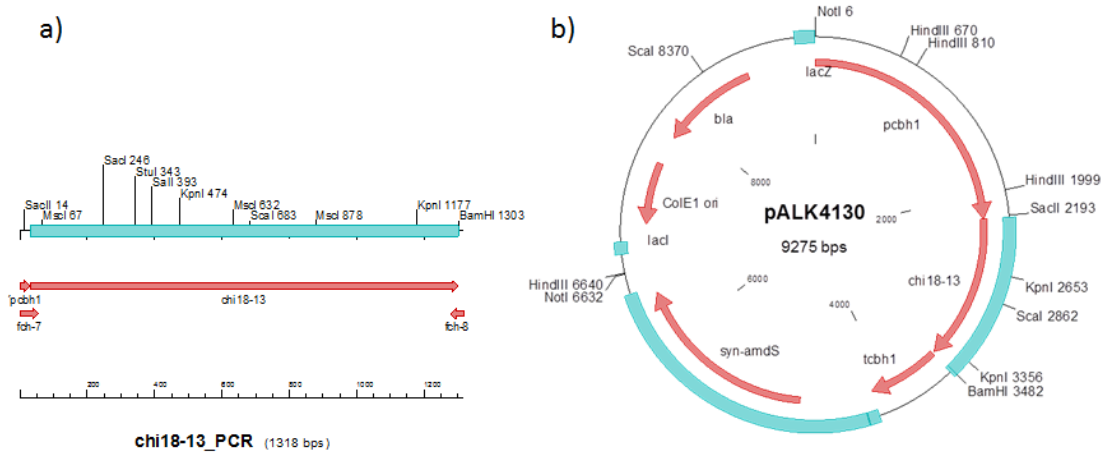 a)
SacI 246
StuI 343
SalI 393
KpnI 474
SacII 14
MscI 67
MscI 632
ScaI 683
MscI 878
KpnI 1177
BamHI 1303
'pcbh1
chi18-13
fch-7
fch-8
200
400
600
800
1000
1200
chi18-13_PCR (1318 bps)
b)
NotI 6
HindIII 670
HindIII 810
ScaI 8370
lacZ
bla
pcbh1
I
8000
HindIII 1999
SacII 2193
ColE1 ori
pALK4130
2000
lacI
9275 bps
chi18-13
KpnI 2653
HindIII 6640
NotI 6632
6000
4000
ScaI 2862
syn-amdS
tcbh1
KpnI 3356
BamHI 3482